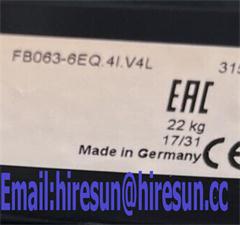 FB063-6EQ.4I.V4L 315
EAC
22 kg
17/31
Made in Germany CE
Email:hiresun@hiresun.cc